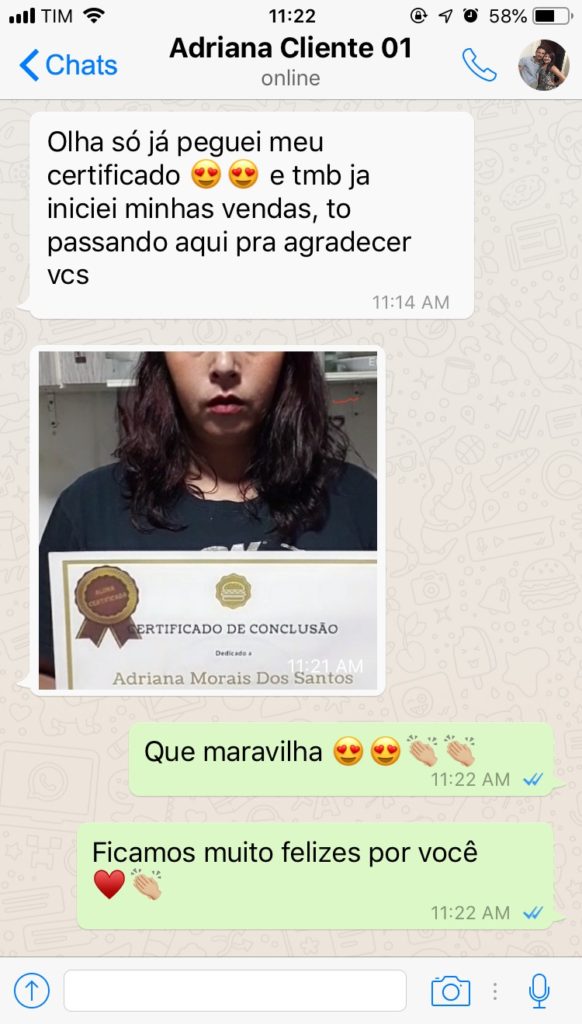 TIM
11:22
58%
Chats
Adriana Cliente 01
online
Olha só já peguei meu
certificado 😍 😍 e tmb ja
iniciei minhas vendas, to
passando aqui pra agradecer
vcs
11:14 AM
ALUNA
CERTIFICADA
CERTIFICADO DE CONCLUSÃO
Dedicado a
11:21 AM
Adriana Morais Dos Santos
Que maravilha 😍 😍 👏🏼 👏🏼
11:22 AM
Ficamos muito felizes por você
❤️ 👏🏼
11:22 AM